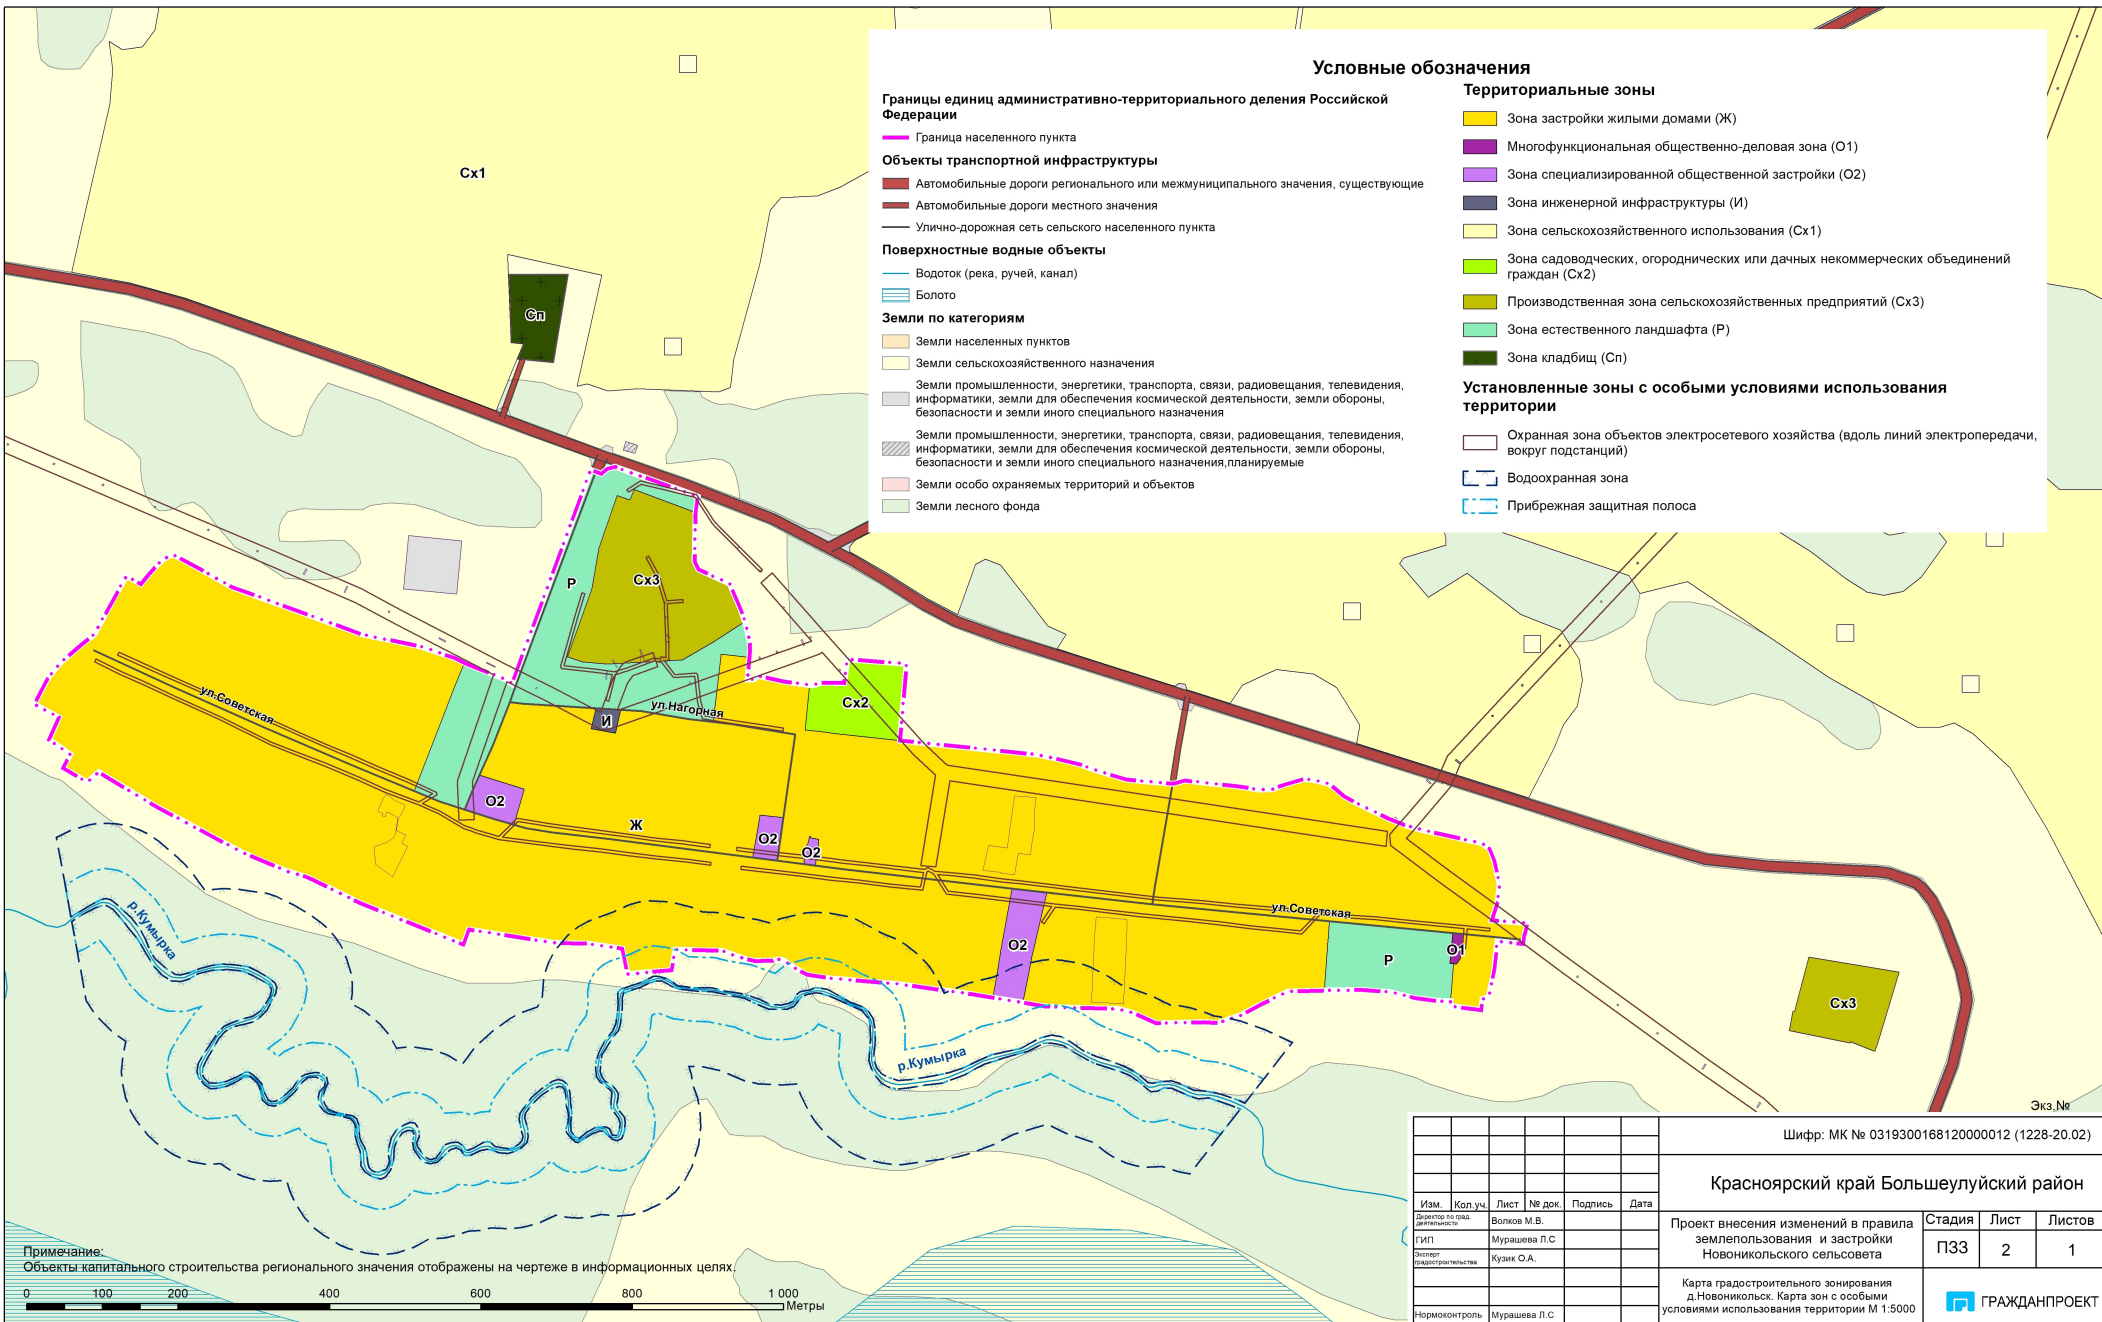 Условные обозначения
Границы единиц административно-территориального деления Российской
Федерации
Граница населенного пункта
Объекты транспортной инфраструктуры
Автомобильные дороги регионального или межмуниципального значения, существующие
Автомобильные дороги местного значения
Улично-дорожная сеть сельского населенного пункта
Поверхностные водные объекты
Водоток (река, ручей, канал)
Болото
Земли по категориям
Земли населенных пунктов
Земли сельскохозяйственного назначения
Земли промышленности, энергетики, транспорта, связи, радиовещания, телевидения,
информатики, земли для обеспечения космической деятельности, земли обороны,
безопасности и земли иного специального назначения
Земли промышленности, энергетики, транспорта, связи, радиовещания, телевидения,
информатики, земли для обеспечения космической деятельности, земли обороны,
безопасности и земли иного специального назначения,планируемые
Земли особо охраняемых территорий и объектов
Земли лесного фонда
Территориальные зоны
Зона застройки жилыми домами (Ж)
Многофункциональная общественно-деловая зона (О1)
Зона специализированной общественной застройки (О2)
Зона инженерной инфраструктуры (И)
Зона сельскохозяйственного использования (Сх1)
Зона садоводческих, огороднических или дачных некоммерческих объединений
граждан (Сх2)
Производственная зона сельскохозяйственных предприятий (Сх3)
Зона естественного ландшафта (Р)
Зона кладбищ (Сп)
Установленные зоны с особыми условиями использования
территории
Охранная зона объектов электросетевого хозяйства (вдоль линий электропередачи,
вокруг подстанций)
Водоохранная зона
Прибрежная защитная полоса
Сх1
Сп
Р
Сх3
ул.Советская
И
ул.Нагорная
Сх2
О2
Ж
О2
О2
О2
ул.Советская
О1
Р
Сх3
р.Кумырка
р.Кумырка
Примечание:
Объекты капитального строительства регионального значения отображены на чертеже в информационных целях.
0 100 200 400 600 800 1 000
Метры
Экз.№
Шифр: МК № 0319300168120000012 (1228-20.02)
Красноярский край Большеулуйский район
Изм. Кол.уч. Лист № док. Подпись Дата
Директор по град. деятельности Волков М.В.
ГИП Мурашева Л.С
Эксперт градостроительства Кузик О.А.
Нормоконтроль Мурашева Л.С
Проект внесения изменений в правила
землепользования и застройки
Новоникольского сельсовета
Стадия Лист Листов
ПЗЗ 2 1
Карта градостроительного зонирования
д.Новоникольск. Карта зон с особыми
условиями использования территории М 1:5000
ГРАЖДАНПРОЕКТ